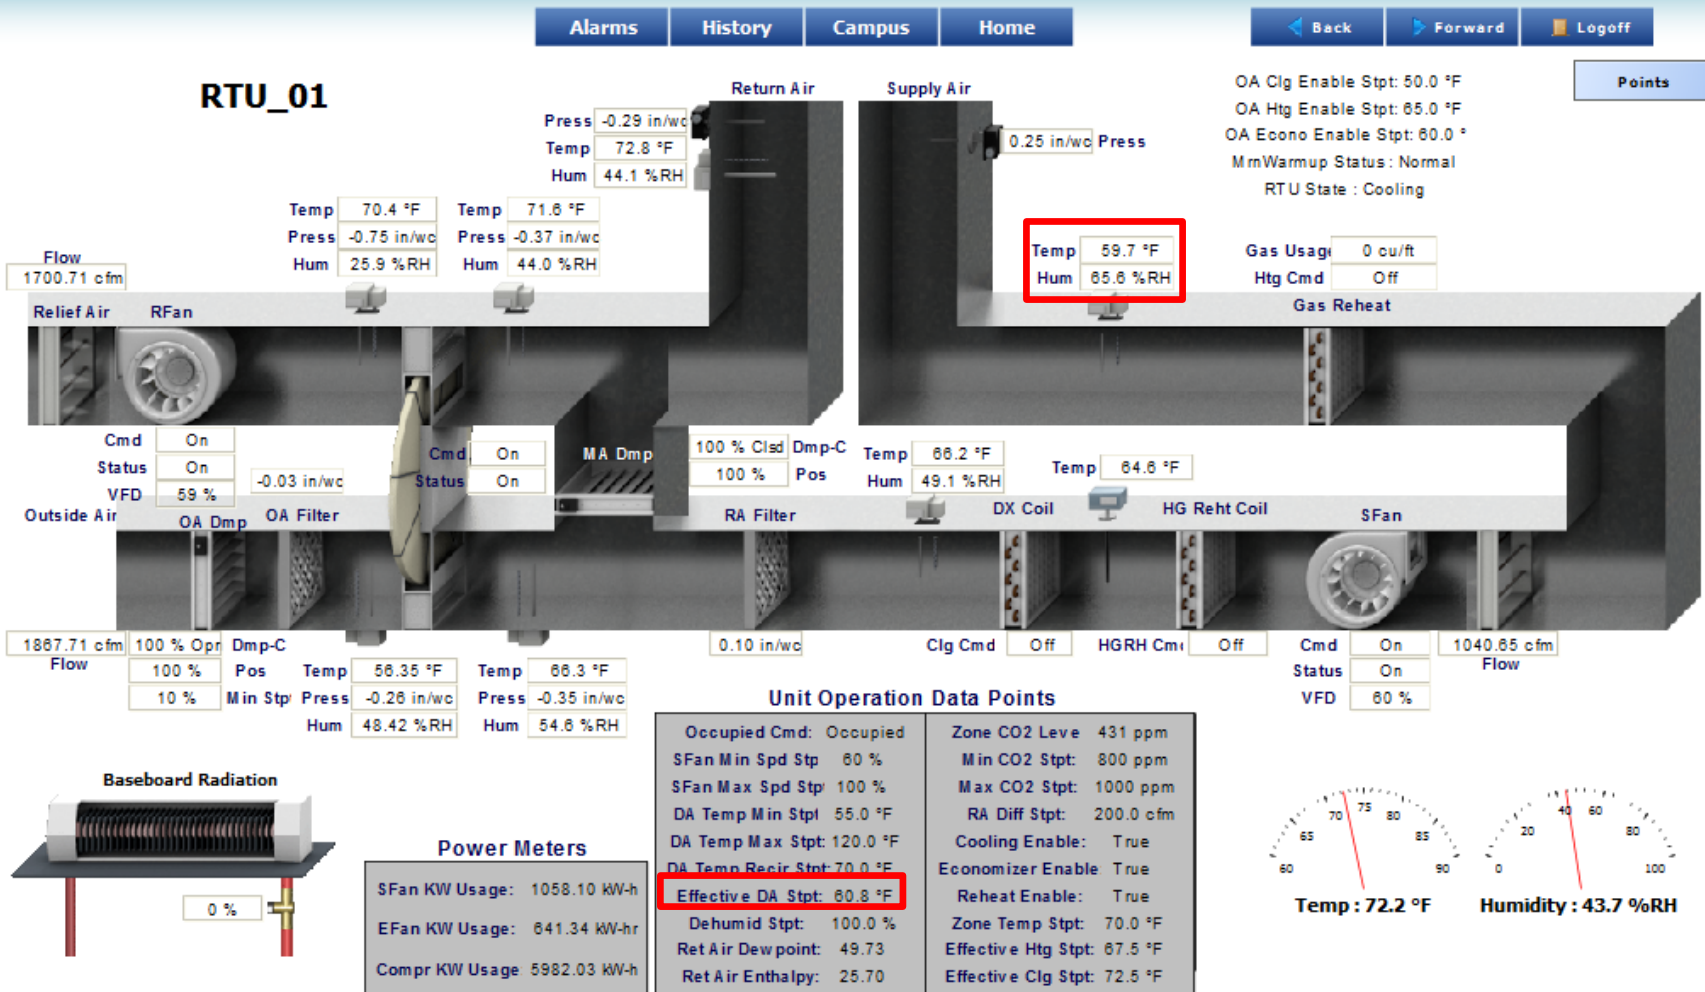 Alarms History Campus Home Back Forward Logoff
RTU_01
Return Air
Supply Air
OA Clg Enable Stpt: 50.0 °F
OA Htg Enable Stpt: 65.0 °F
OA Econo Enable Stpt: 60.0 °
MrnWarmup Status : Normal
RTU State : Cooling
Points
Press -0.29 in/wc
Temp 72.8 °F
Hum 44.1 %RH
0.25 in/wc Press
Temp 70.4 °F
Press -0.75 in/wc
Hum 25.9 %RH
Temp 71.6 °F
Press -0.37 in/wc
Hum 44.0 %RH
Flow
1700.71 cfm
Temp 59.7 °F
Hum 65.6 %RH
Gas Usag 0 cu/ft
Htg Cmd Off
Gas Reheat
Relief Air
RFan
Cmd On
Status On
VFD 59 %
-0.03 in/wc
Cmd On
Status On
MA Dmp
100 % Clsd Dmp-C
100 % Pos
Temp 66.2 °F
Hum 49.1 %RH
Temp 64.6 °F
Outside Air
OA Dmp
OA Filter
RA Filter
DX Coil
HG Reht Coil
SFan
1867.71 cfm
Flow
100 % Opr Dmp-C
100 % Pos
10 % Min Stp
Temp 56.35 °F
Press -0.26 in/wc
Hum 48.42 %RH
Temp 66.3 °F
Press -0.35 in/wc
Hum 54.6 %RH
0.10 in/wc
Clg Cmd Off
HGRH Cm Off
Cmd On
Status On
VFD 60 %
1040.65 cfm
Flow
Unit Operation Data Points
Occupied Cmd: Occupied
SFan Min Spd Stp 60 %
SFan Max Spd Stp 100 %
DA Temp Min Stpt 55.0 °F
DA Temp Max Stpt: 120.0 °F
DA Temp Recir Stpt: 70.0 °F
Effective DA Stpt: 60.8 °F
Dehumid Stpt: 100.0 %
Ret Air Dewpoint: 49.73
Ret Air Enthalpy: 25.70
Zone CO2 Leve 431 ppm
Min CO2 Stpt: 800 ppm
Max CO2 Stpt: 1000 ppm
RA Diff Stpt: 200.0 cfm
Cooling Enable: True
Economizer Enable True
Reheat Enable: True
Zone Temp Stpt: 70.0 °F
Effective Htg Stpt: 67.5 °F
Effective Clg Stpt: 72.5 °F
Baseboard Radiation
0 %
Power Meters
SFan KW Usage: 1058.10 kW-h
EFan KW Usage: 641.34 kW-hr
Compr KW Usage 5982.03 kW-h
60 65 70 75 80 85 90
Temp : 72.2 °F
0 20 40 60 80 100
Humidity : 43.7 %RH